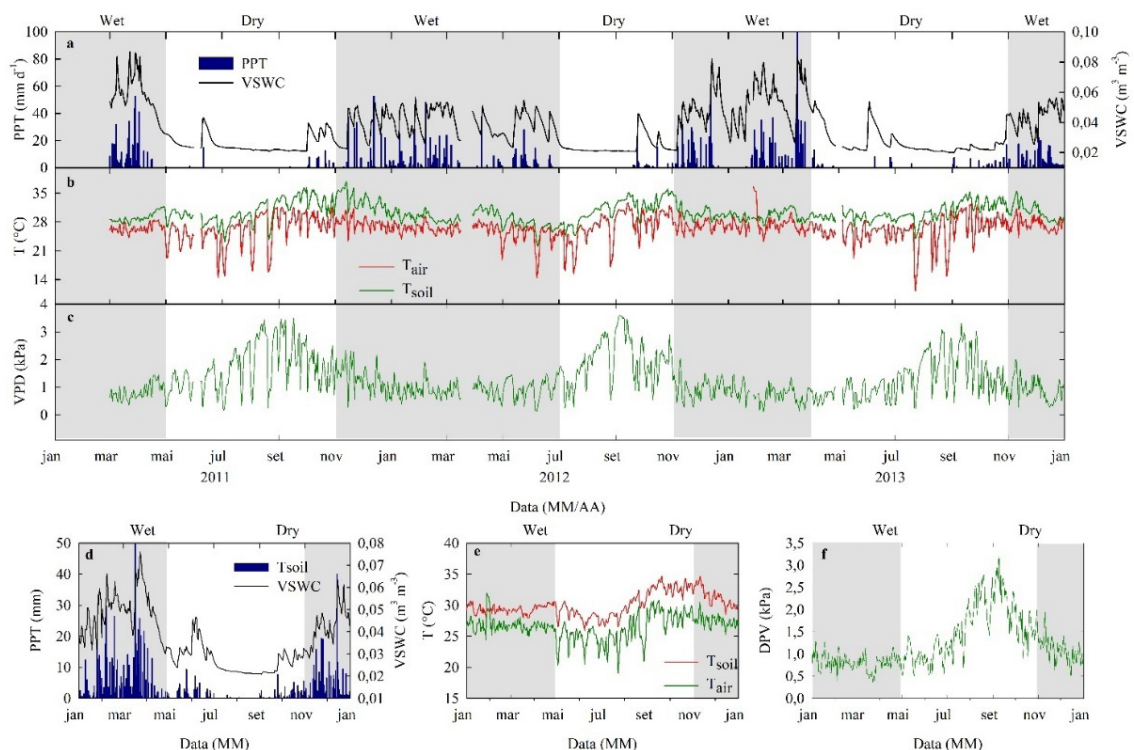 Wet Dry Wet Dry Wet Dry Wet
a
PPT (mm d⁻¹)
100
80
60
40
20
0
PPT
VSWC
0,10
0,08
0,06
0,04
0,02
VSWC (m³ m⁻³)
b
T (°C)
35
28
21
14
4
T air
T soil
c
VPD (kPa)
3
2
1
0
jan mar mai jul set nov jan mar mai jul set nov jan mar mai jul set nov jan
2011 2012 2013
Data (MM/AA)
Wet Dry
d
PPT (mm)
50
40
30
20
10
0
Tsoil
VSWC
0,08
0,07
0,06
0,05
0,04
0,03
0,02
0,01
VSWC (m³ m⁻³)
jan mar mai jul set nov jan
Data (MM)
Wet Dry
e
T (°C)
40
35
30
25
20
15
T soil
T air
jan mar mai jul set nov jan
Data (MM)
Wet Dry
f
DPV (kPa)
3,5
3,0
2,5
2,0
1,5
1,0
0,5
0,0
jan mar mai jul set nov jan
Data (MM)